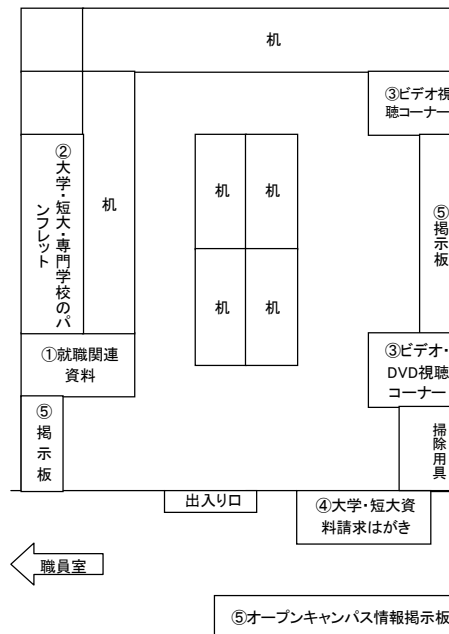 机
③ビデオ視
聴コーナー
②大学・短大・専門学校のパ
ンフレット
机
机
机
机
机
⑤掲示板
①就職関連
資料
③ビデオ・
DVD視聴
コーナー
⑤掲示板
掃除用具
出入り口
④大学・短大資
料請求はがき
職員室
⑤オープンキャンパス情報掲示板